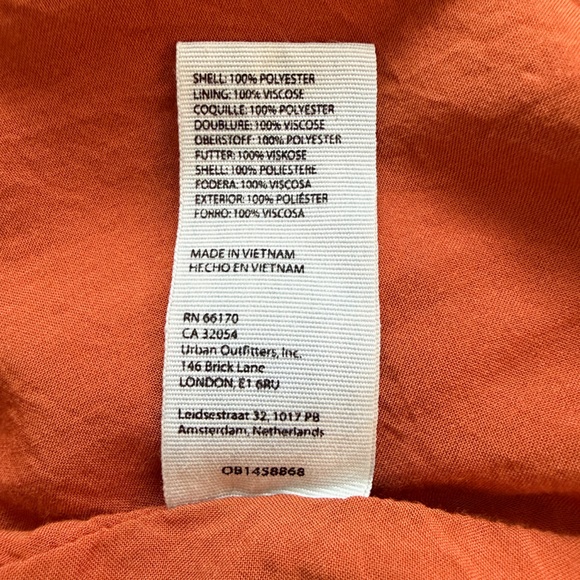 SHELL: 100% POLYESTER
LINING: 100% VISCOSE
COQUILLE: 100% POLYESTER
DOUBLURE: 100% VISCOSE
OBERSTOFF: 100% POLYESTER
FUTTER: 100% VISKOSE
SHELL: 100% POLIESTERE
FODERA: 100% VISCOSA
EXTERIOR: 100% POLIÉSTER
FORRO: 100% VISCOSA
MADE IN VIETNAM
HECHO EN VIETNAM
RN 66170
CA 32054
Urban Outfitters, Inc.
146 Brick Lane
LONDON, E1 6RU
Leidsestraat 32, 1017 PB
Amsterdam, Netherlands
OB1458868